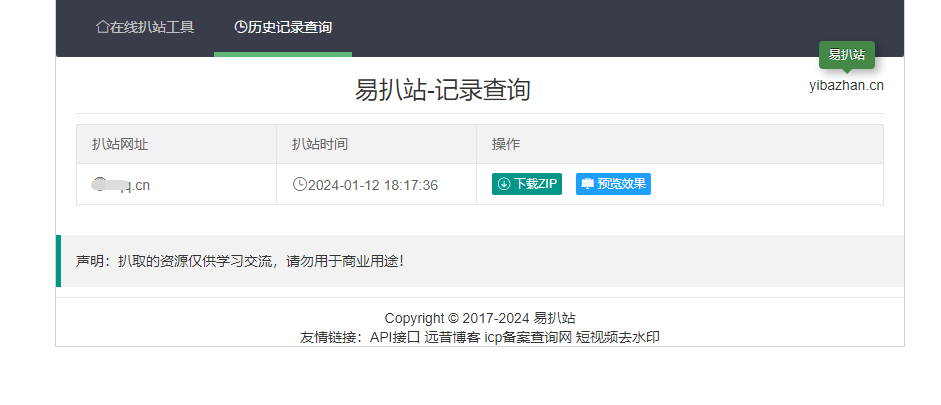 在线扒站工具 历史记录查询
易扒站
易扒站-记录查询
yibazhan.cn
扒站网址 扒站时间 操作
q.cn 2024-01-12 18:17:36 下载ZIP 预览效果
声明：扒取的资源仅供学习交流，请勿用于商业用途！
Copyright © 2017-2024 易扒站
友情链接：API接口 远昔博客 icp备案查询网 短视频去水印